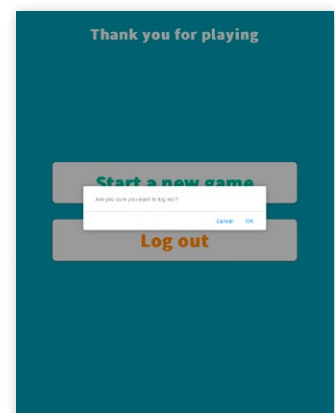 Thank you for playing
Start a new game
Are you sure you want to log out?
Cancel OK
Log out